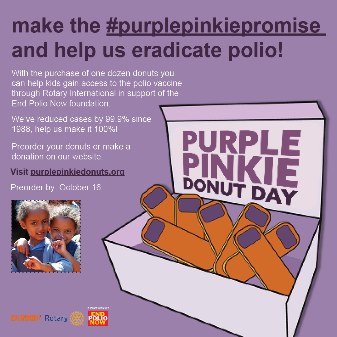 make the #purplepinkiepromise
and help us eradicate polio!
With the purchase of one dozen donuts you
can help kids gain access to the polio vaccine
through Rotary International in support of the
End Polio Now foundation.
We've reduced cases by 99.9% since
1988, help us make it 100%!
Preorder your donuts or make a
donation on our website.
Visit purplepinkiedonuts.org
Preorder by October 16
PURPLE
PINKIE
DONUT DAY
Rotary
END
POLIO
NOW